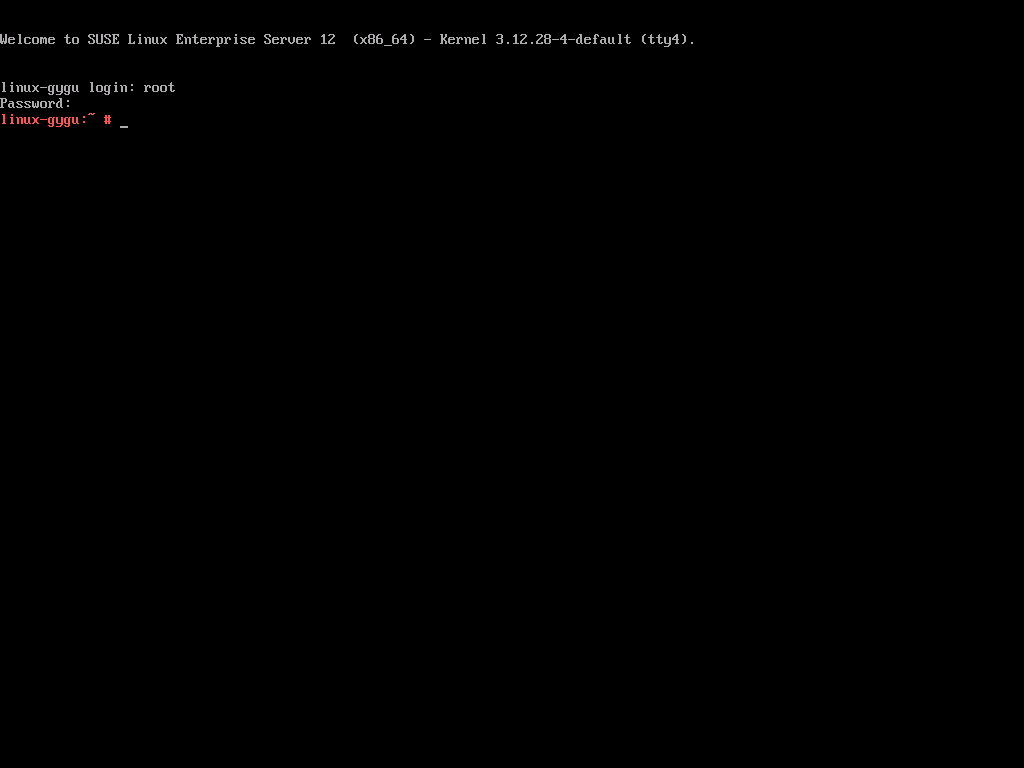 Welcome to SUSE Linux Enterprise Server 12  (x86_64) - Kernel 3.12.28-4-default (tty4).
linux-gygu login: root
Password:
linux-gygu:~ # _